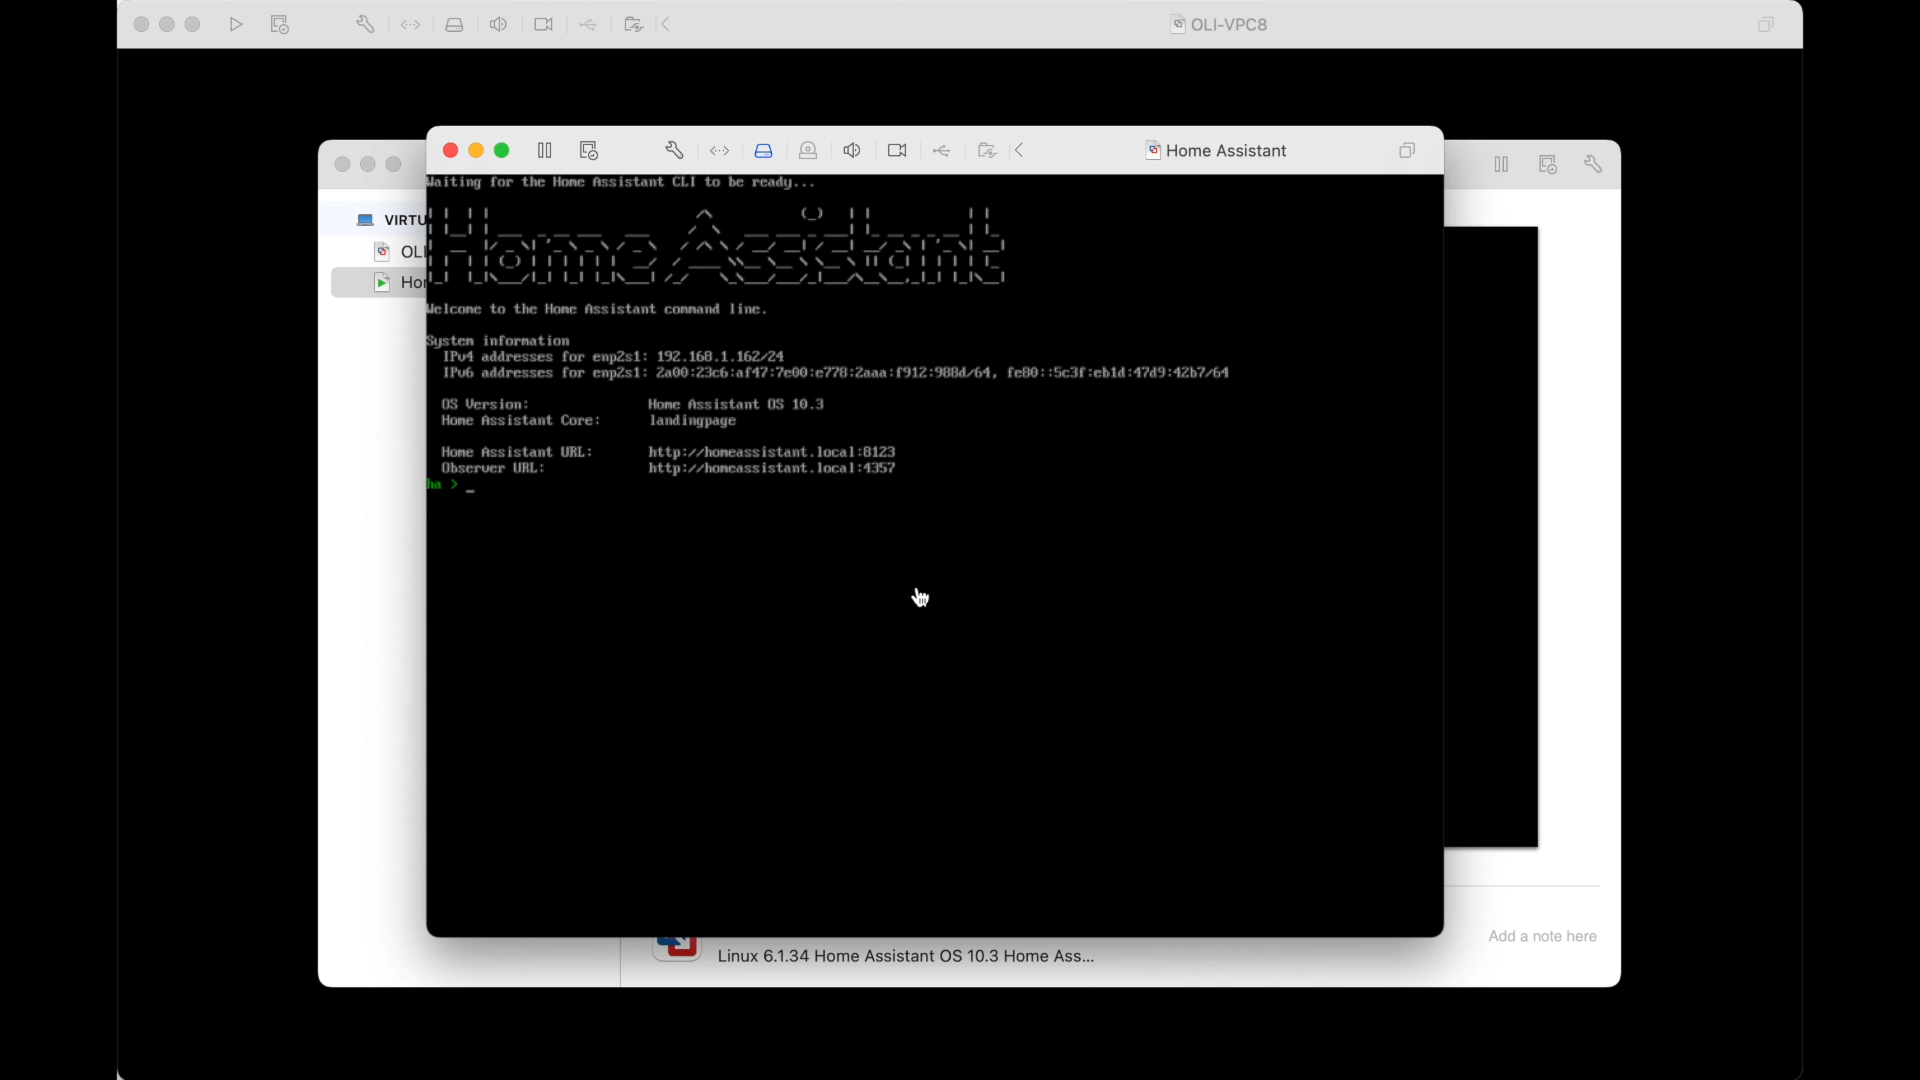 OLI-VPC8
Home Assistant
VIRTU
OLI
Hor
Waiting for the Home Assistant CLI to be ready...
Home Assistant
Welcome to the Home Assistant command line.
System information
IPv4 addresses for enp2s1: 192.168.1.162/24
IPv6 addresses for enp2s1: 2a00:23c6:af47:7e00:e778:2aaa:f912:988d/64, fe80::5c3f:eb1d:47d9:42b7/64
OS Version: Home Assistant OS 10.3
Home Assistant Core: landingpage
Home Assistant URL: http://homeassistant.local:8123
Observer URL: http://homeassistant.local:4357
ha > _
Add a note here
Linux 6.1.34 Home Assistant OS 10.3 Home Ass...